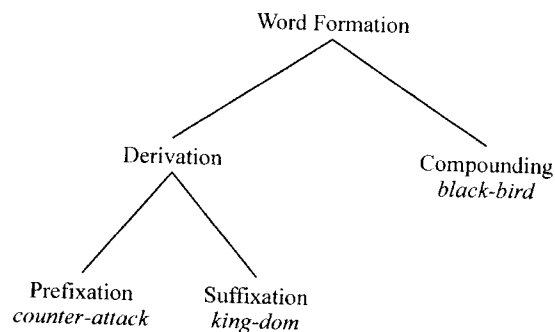 Word Formation
Derivation
Compounding
black-bird
Prefixation
counter-attack
Suffixation
king-dom